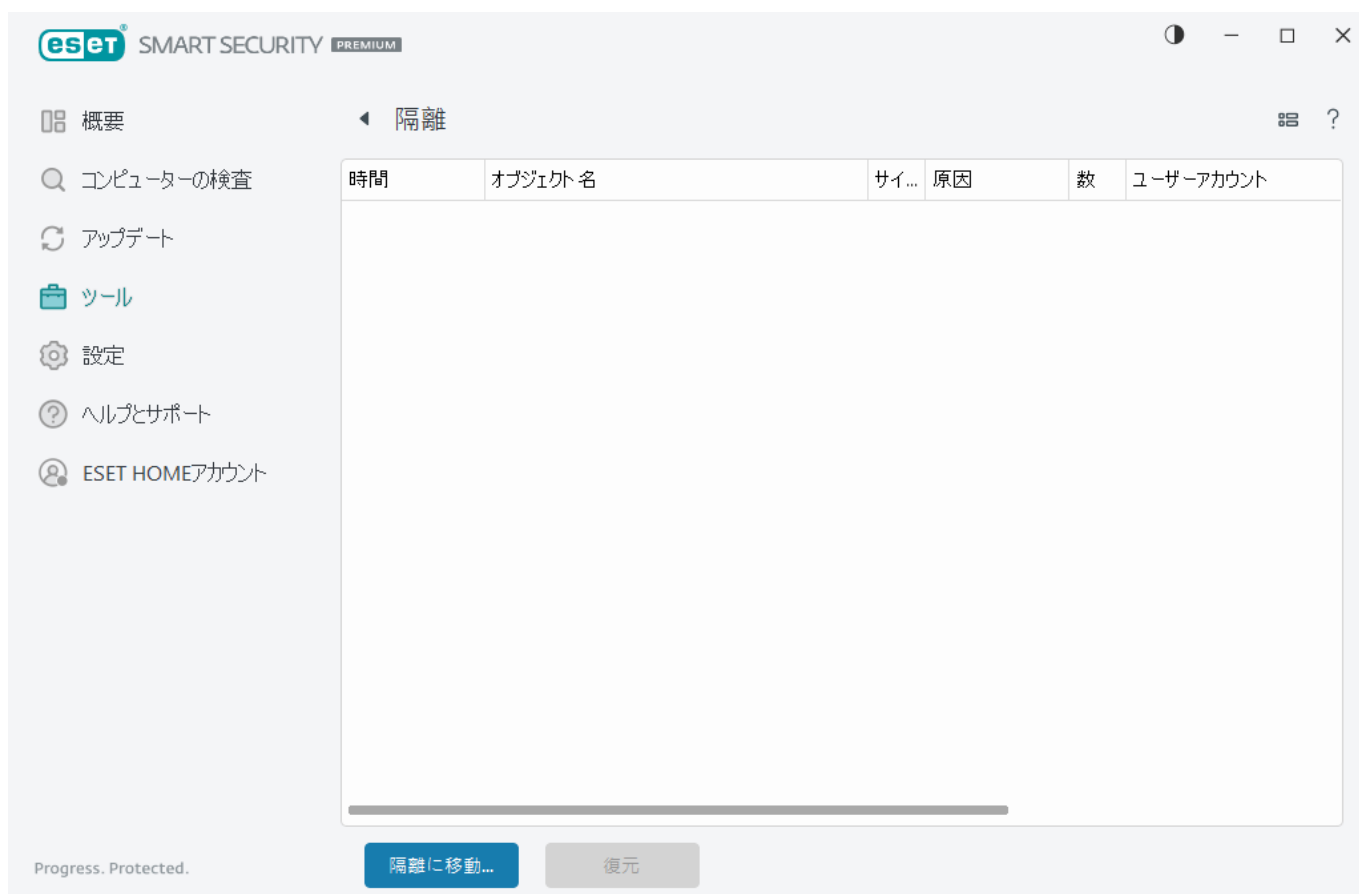 eset® SMART SECURITY PREMIUM
概要
コンピューターの検査
アップデート
ツール
設定
ヘルプとサポート
ESET HOMEアカウント
Progress. Protected.
隔離
?
時間 オブジェクト名 サイ... 原因 数 ユーザーアカウント
隔離に移動... 復元